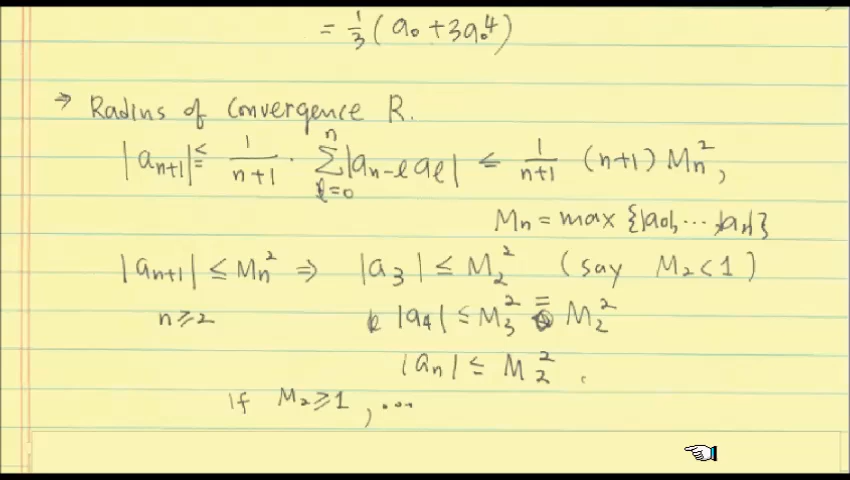 = 1/3 (a₀ + 3a₀⁴)
→ Radius of Convergence R.
|aₙ₊₁| ≤ 1/(n+1) · Σₗ₌₀ⁿ |aₙ₋ₗ aₗ| ≤ 1/(n+1) (n+1) Mₙ²,
Mₙ = max {|a₀|, ⋯, |aₙ|}
|aₙ₊₁| ≤ Mₙ² ⇒ |a₃| ≤ M₂² (say M₂ < 1)
n ≥ 2 |a₄| ≤ M₃² = M₂²
|aₙ| ≤ M₂².
If M₂ ≥ 1, ⋯